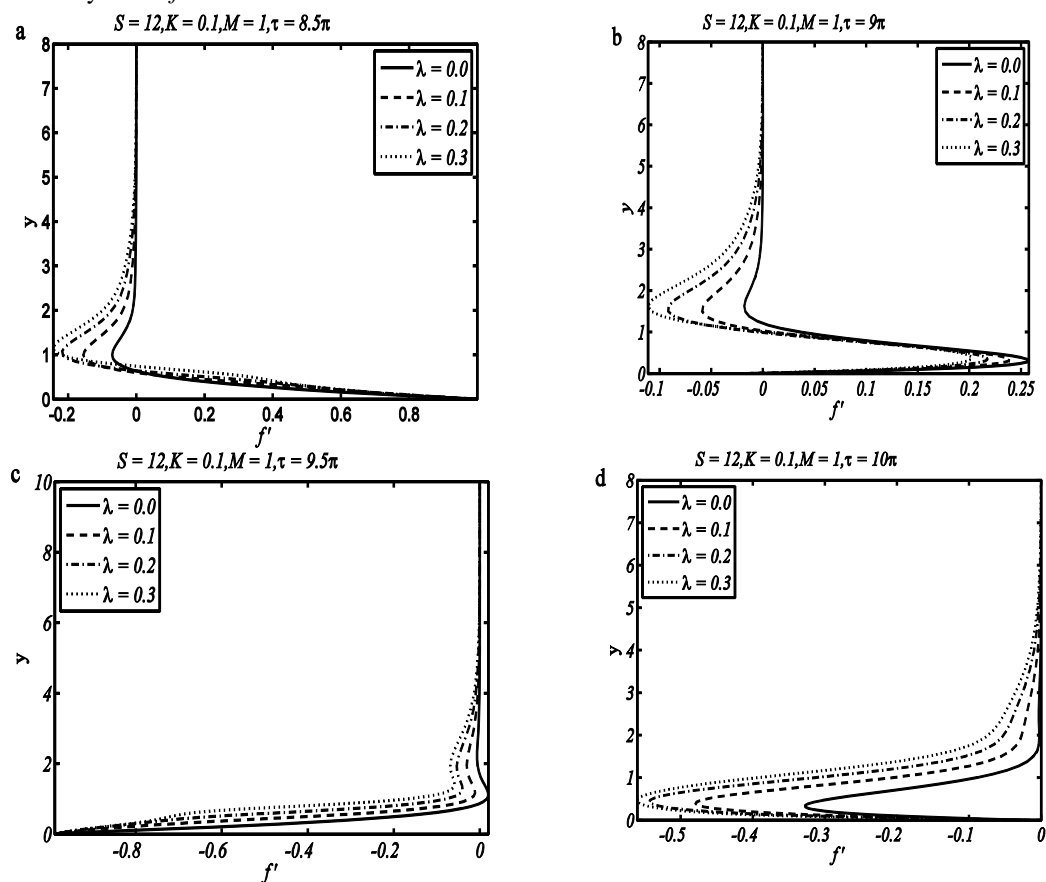 a
S = 12,K = 0.1,M = 1,τ = 8.5π
λ = 0.0
λ = 0.1
λ = 0.2
λ = 0.3
8
7
6
5
4
3
2
1
0
y
-0.2 0 0.2 0.4 0.6 0.8
f'
b
S = 12,K = 0.1,M = 1,τ = 9π
λ = 0.0
λ = 0.1
λ = 0.2
λ = 0.3
8
7
6
5
4
3
2
1
0
y
-0.1 -0.05 0 0.05 0.1 0.15 0.2 0.25
f'
c
S = 12,K = 0.1,M = 1,τ = 9.5π
λ = 0.0
λ = 0.1
λ = 0.2
λ = 0.3
10
8
6
4
2
0
y
-0.8 -0.6 -0.4 -0.2 0
f'
d
S = 12,K = 0.1,M = 1,τ = 10π
λ = 0.0
λ = 0.1
λ = 0.2
λ = 0.3
8
7
6
5
4
3
2
1
0
y
-0.5 -0.4 -0.3 -0.2 -0.1 0
f'